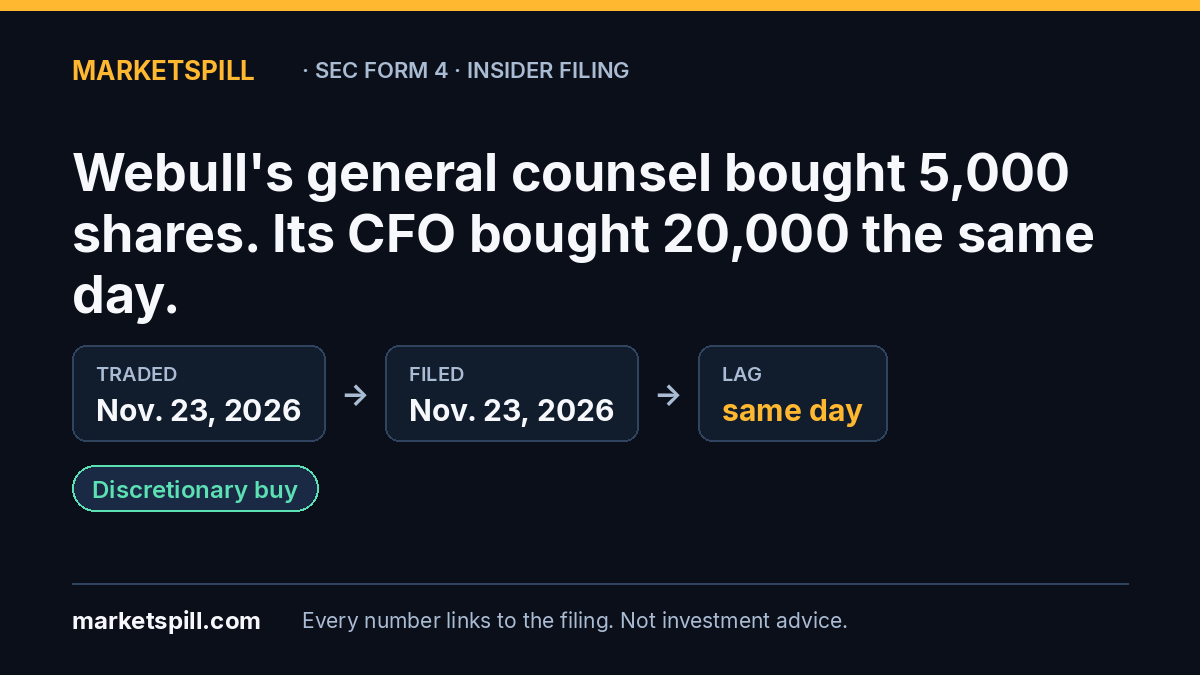 MARKETSPILL · SEC FORM 4 · INSIDER FILING
Webull's general counsel bought 5,000
shares. Its CFO bought 20,000 the same
day.
TRADED
Nov. 23, 2026
→
FILED
Nov. 23, 2026
→
LAG
same day
Discretionary buy
marketspill.com Every number links to the filing. Not investment advice.